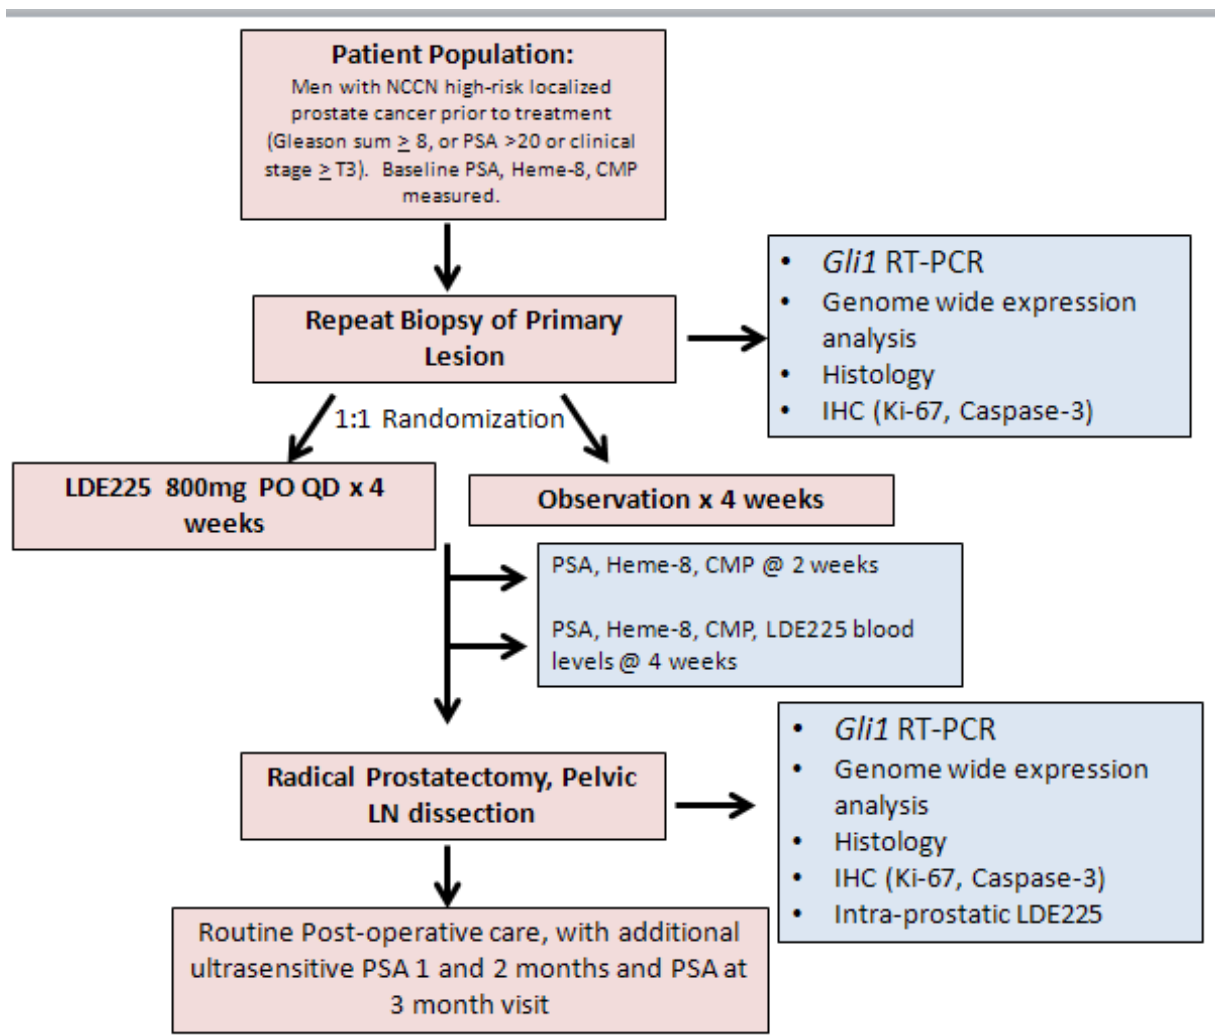 Patient Population:
Men with NCCN high-risk localized
prostate cancer prior to treatment
(Gleason sum ≥ 8, or PSA >20 or clinical
stage ≥ T3).  Baseline PSA, Heme-8, CMP
measured.
Repeat Biopsy of Primary
Lesion
• Gli1 RT-PCR
• Genome wide expression
analysis
• Histology
• IHC (Ki-67, Caspase-3)
1:1 Randomization
LDE225  800mg  PO QD x 4
weeks
Observation x 4 weeks
PSA, Heme-8, CMP @ 2 weeks
PSA, Heme-8, CMP, LDE225 blood
levels @ 4 weeks
Radical Prostatectomy, Pelvic
LN dissection
• Gli1 RT-PCR
• Genome wide expression
analysis
• Histology
• IHC (Ki-67, Caspase-3)
• Intra-prostatic LDE225
Routine Post-operative care, with additional
ultrasensitive PSA 1 and 2 months and PSA at
3 month visit